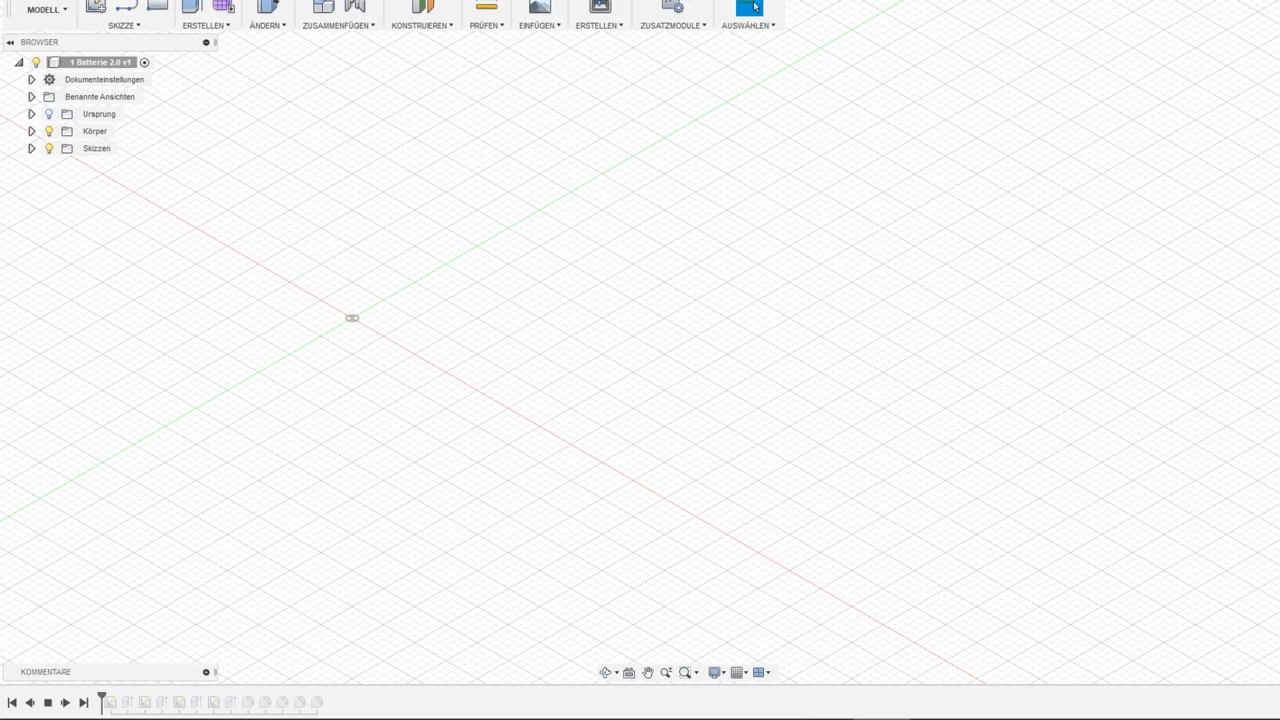 MODELL
SKIZZE ERSTELLEN ÄNDERN ZUSAMMENFÜGEN KONSTRUIEREN PRÜFEN EINFÜGEN ERSTELLEN ZUSATZMODULE AUSWÄHLEN
BROWSER
1 Batterie 2.0 v1
Dokumenteinstellungen
Benannte Ansichten
Ursprung
Körper
Skizzen
KOMMENTARE